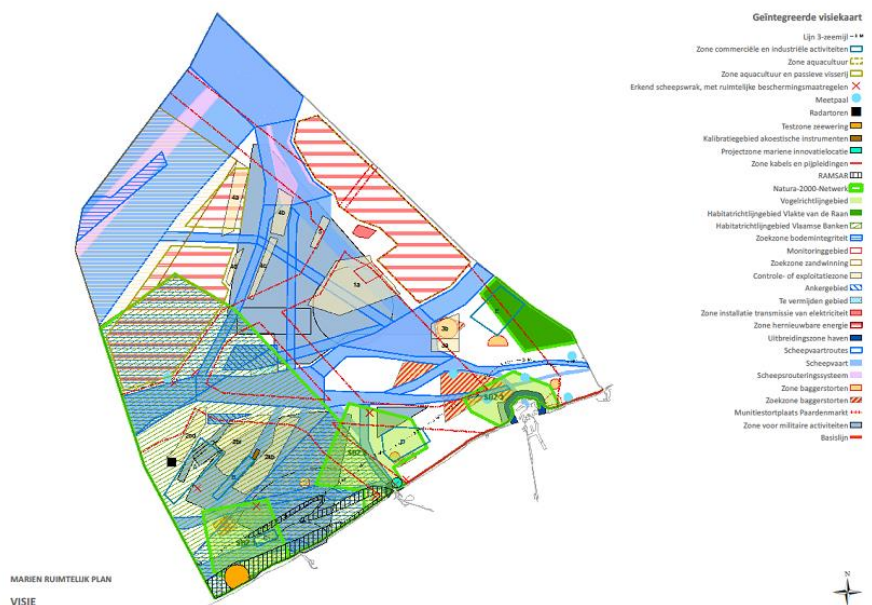 Geïntegreerde visiekaart
Lijn 3-zeemijl
Zone commerciële en industriële activiteiten
Zone aquacultuur
Zone aquacultuur en passieve visserij
Erkend scheepswrak, met ruimtelijke beschermingsmaatregelen
Meetpaal
Radartoren
Testzone zeewering
Kalibratiegebied akoestische instrumenten
Projectzone mariene innovatielocatie
Zone kabels en pijpleidingen
RAMSAR
Natura-2000-Netwerk
Vogelrichtlijngebied
Habitatrichtlijngebied Vlakte van de Raan
Habitatrichtlijngebied Vlaamse Banken
Zoekzone bodemintegriteit
Monitoringgebied
Zoekzone zandwinning
Controle- of exploitatiezone
Ankergebied
Te vermijden gebied
Zone installatie transmissie van elektriciteit
Zone hernieuwbare energie
Uitbreidingszone haven
Scheepvaartroutes
Scheepvaart
Scheepsrouteringssysteem
Zone baggerstorten
Zoekzone baggerstorten
Munitiestortplaats Paardenmarkt
Zone voor militaire activiteiten
Basislijn
1a
3b
3a
N
MARIEN RUIMTELIJK PLAN
VISIE